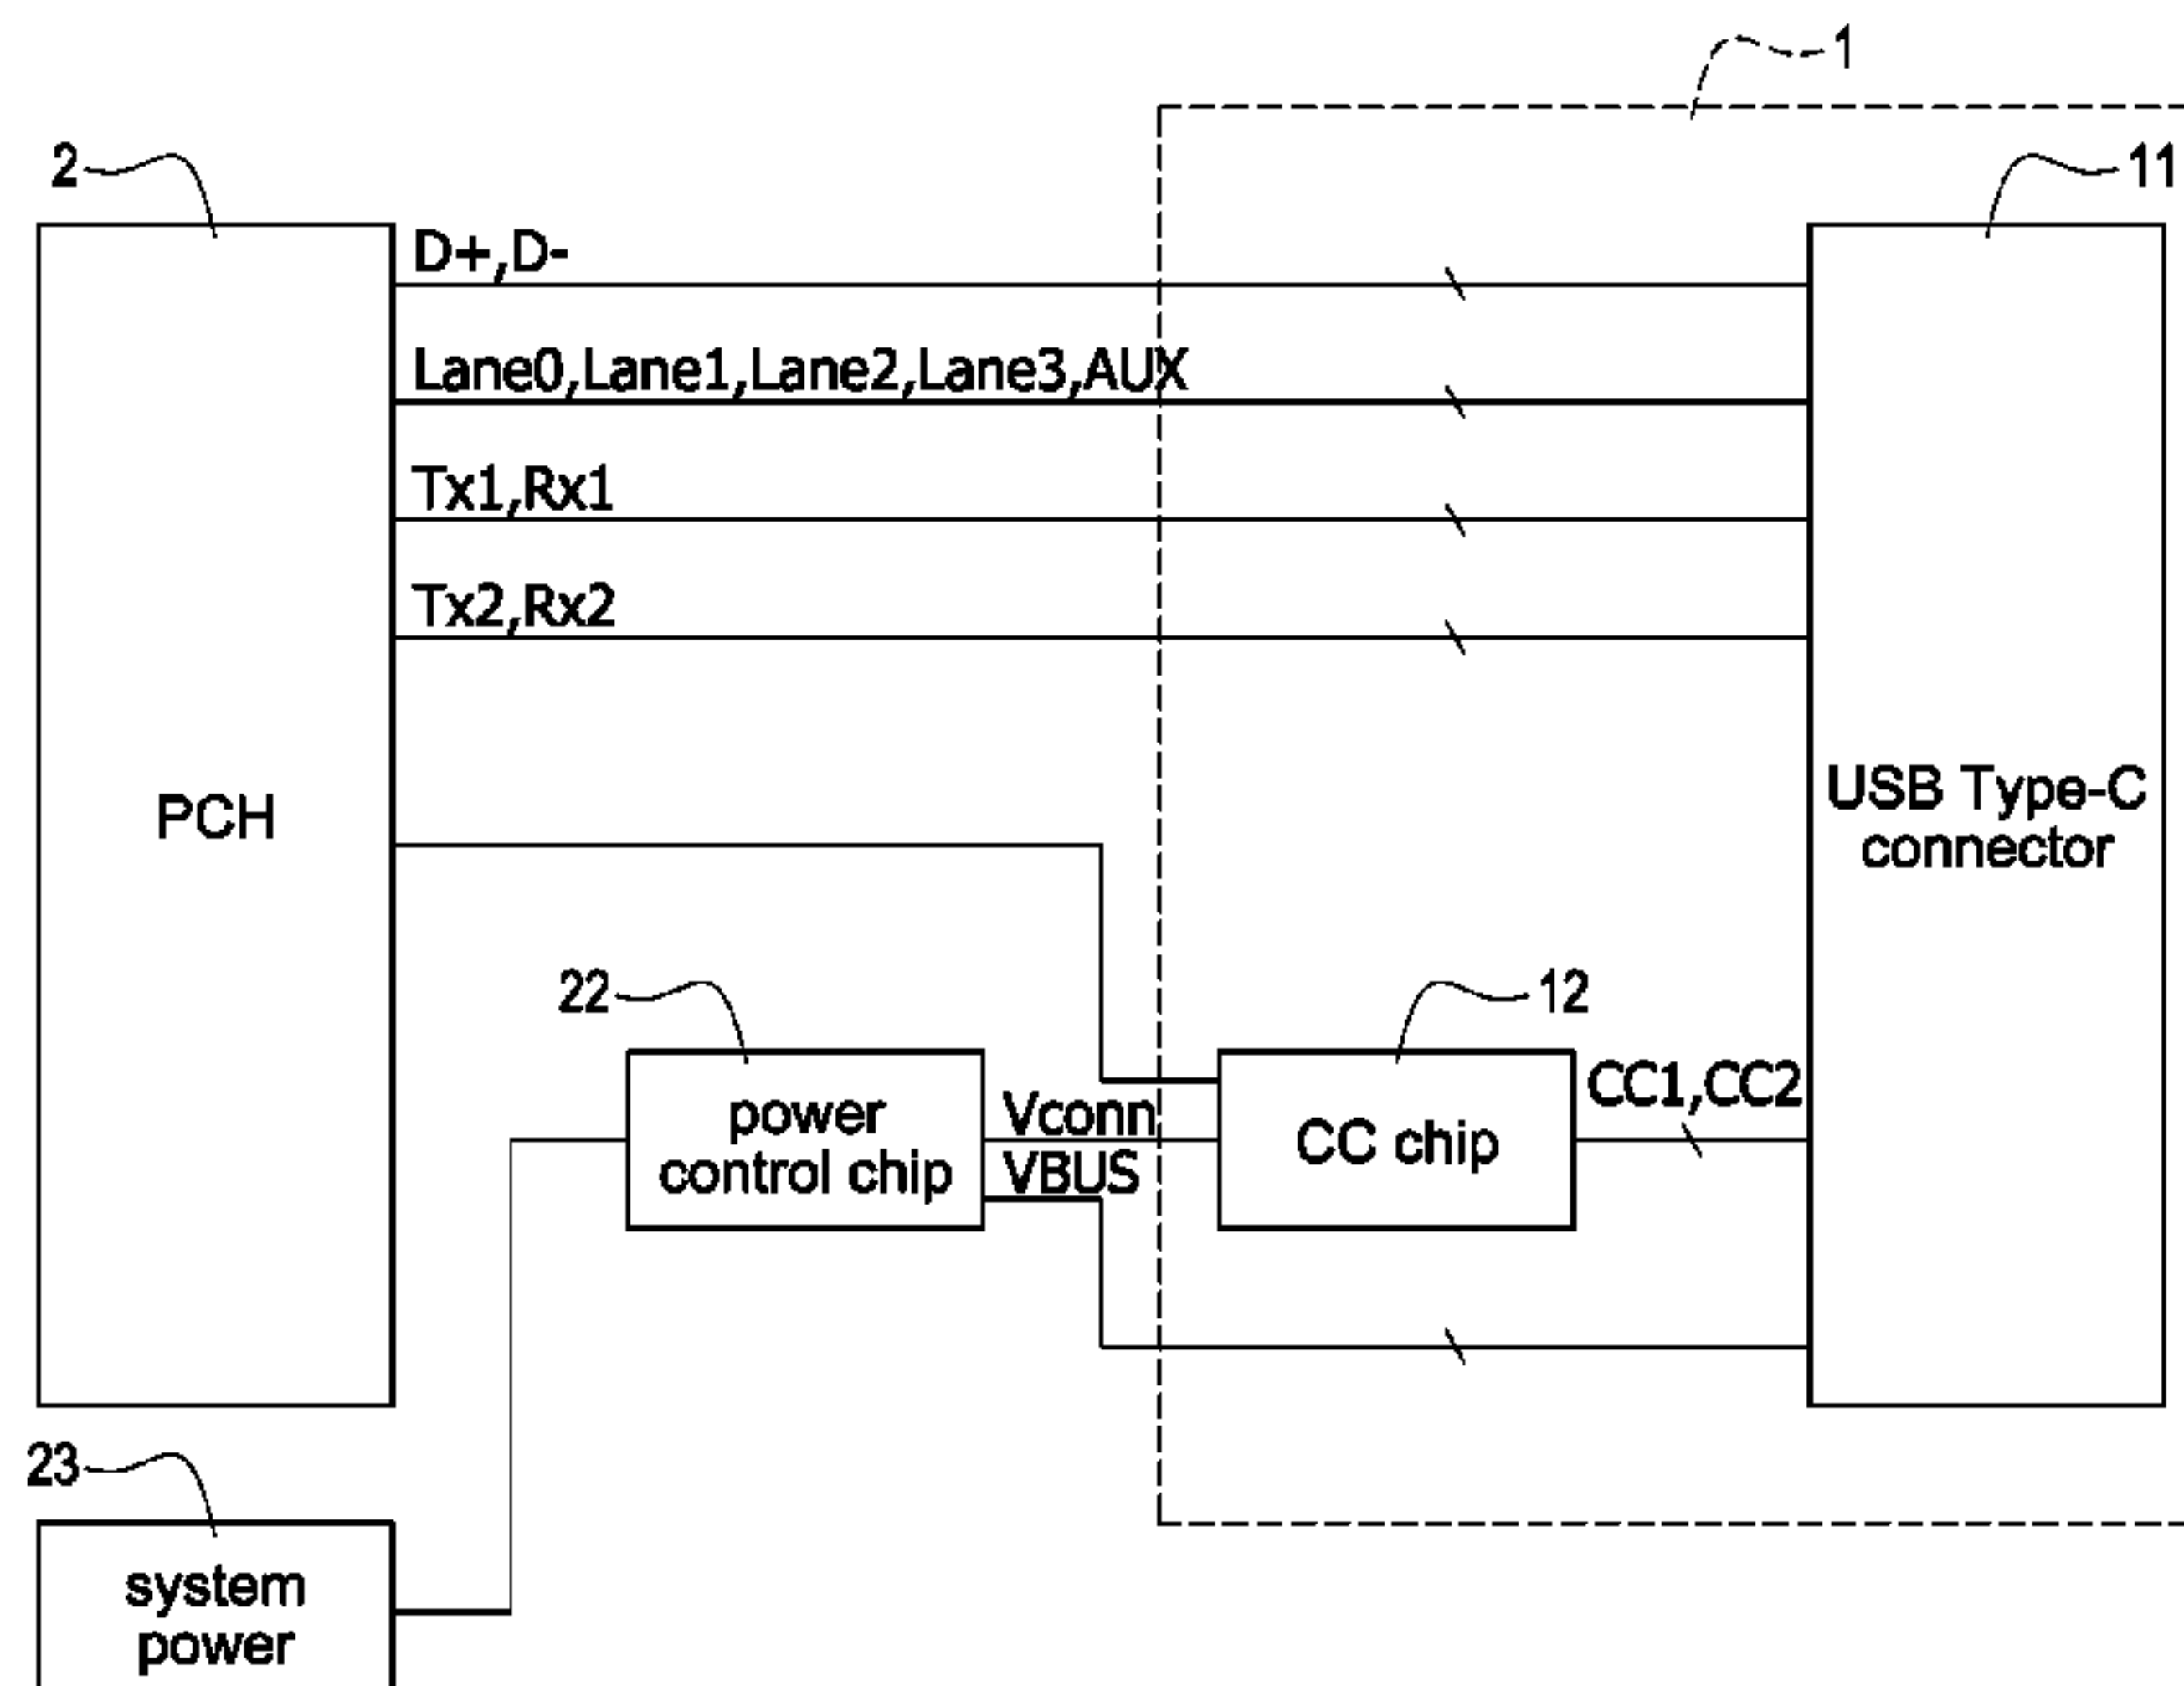 1
2
11
D+,D-
Lane0,Lane1,Lane2,Lane3,AUX
Tx1,Rx1
Tx2,Rx2
PCH
USB Type-C
connector
22
12
power
control chip
Vconn
VBUS
CC chip
CC1,CC2
23
system
power